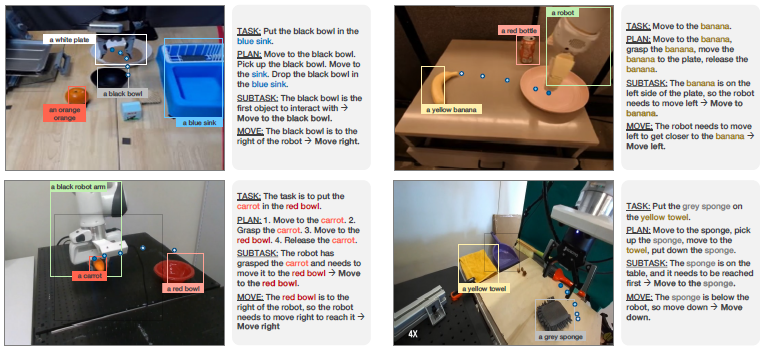 a white plate
a black bowl
an orange
orange
a blue sink
TASK: Put the black bowl in the
blue sink.
PLAN: Move to the black bowl.
Pick up the black bowl. Move to
the sink. Drop the black bowl in
the blue sink.
SUBTASK: The black bowl is the
first object to interact with →
Move to the black bowl.
MOVE: The black bowl is to the
right of the robot → Move right.
a robot
a red bottle
a yellow banana
TASK: Move to the banana.
PLAN: Move to the banana,
grasp the banana, move the
banana to the plate, release the
banana.
SUBTASK: The banana is on the
left side of the plate, so the robot
needs to move left → Move to
banana.
MOVE: The robot needs to move
left to get closer to the banana →
Move left.
a black robot arm
a carrot
a red bowl
TASK: The task is to put the
carrot in the red bowl.
PLAN: 1. Move to the carrot. 2.
Grasp the carrot. 3. Move to the
red bowl. 4. Release the carrot.
SUBTASK: The robot has
grasped the carrot and needs to
move it to the red bowl → Move
to the red bowl.
MOVE: The red bowl is to the
right of the robot, so the robot
needs to move right to reach it →
Move right
a yellow towel
a grey sponge
4X
TASK: Put the grey sponge on
the yellow towel.
PLAN: Move to the sponge, pick
up the sponge, move to the
towel, put down the sponge.
SUBTASK: The sponge is on the
table, and it needs to be reached
first → Move to the sponge.
MOVE: The sponge is below the
robot, so move down → Move
down.